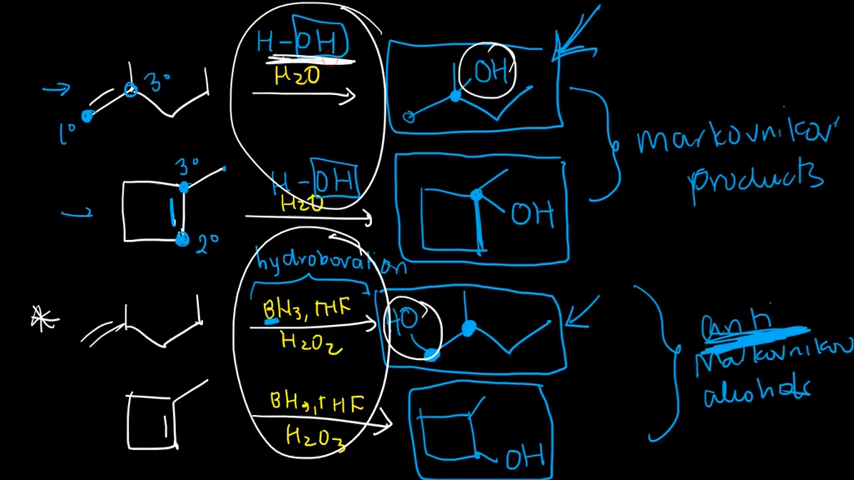 H-OH
H2O
3°
1°
OH
markovnikov
products
3°
H-OH
H2O
2°
OH
hydroboration
BH3, THF
H2O2
HO
anti
markovnikov
alcohols
BH3, THF
H2O2
OH